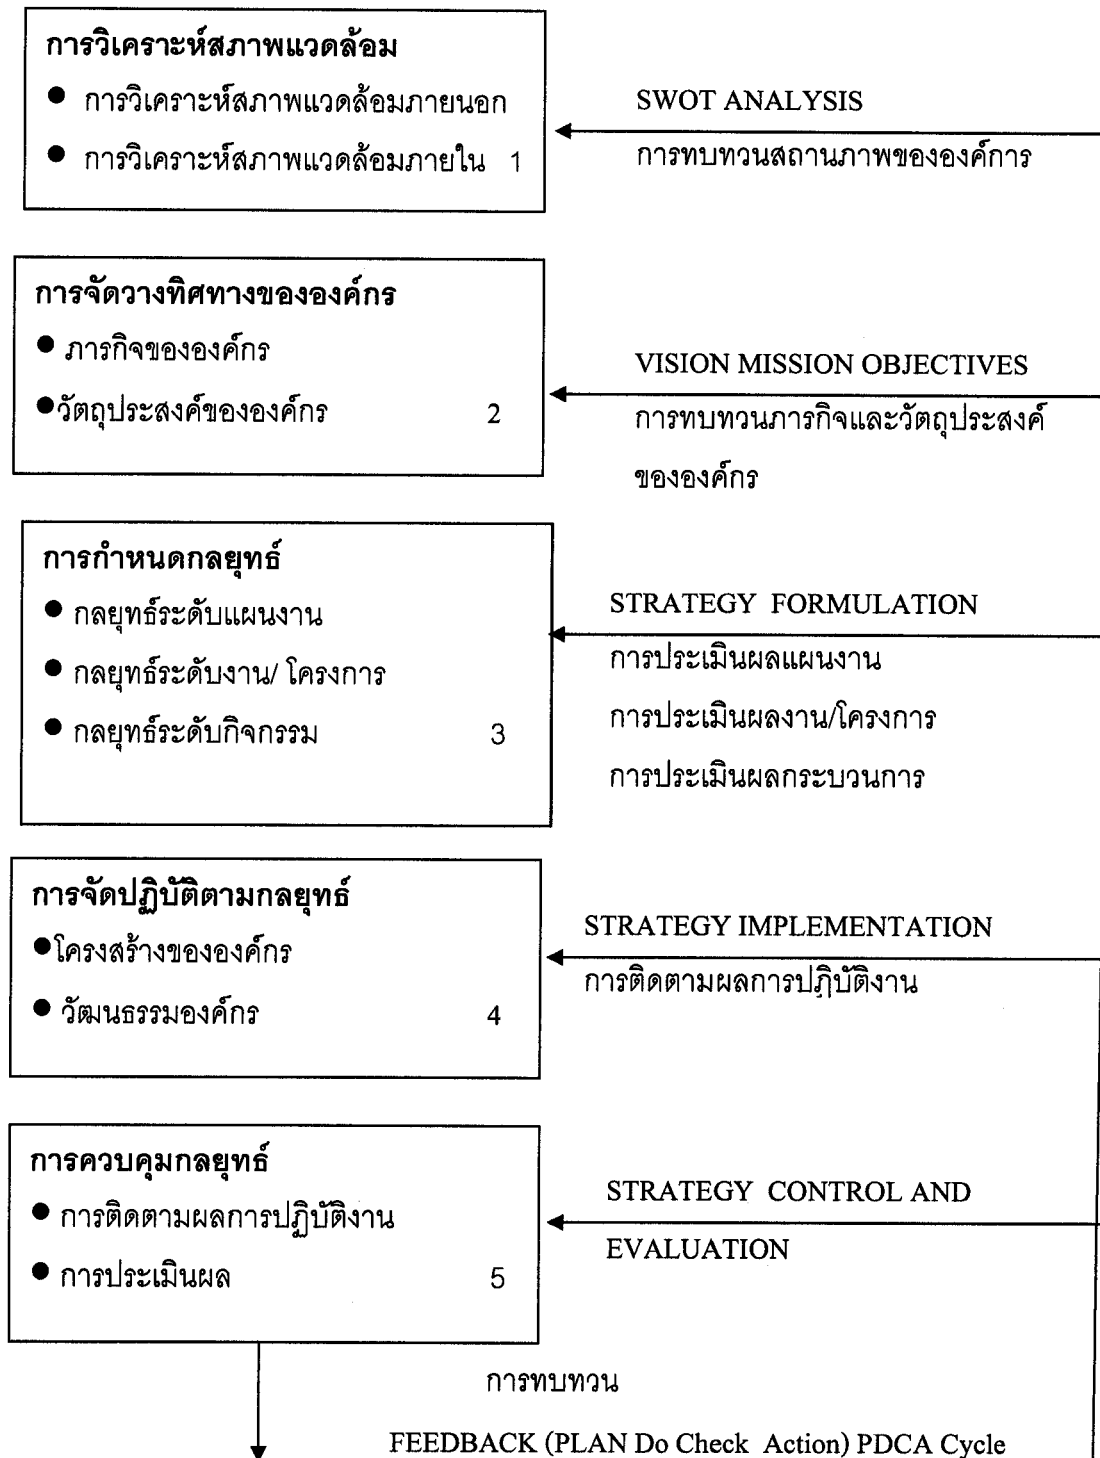 การวิเคราะห์สภาพแวดล้อม
● การวิเคราะห์สภาพแวดล้อมภายนอก
● การวิเคราะห์สภาพแวดล้อมภายใน 1
SWOT ANALYSIS
การทบทวนสถานภาพขององค์การ
การจัดวางทิศทางขององค์กร
● ภารกิจขององค์กร
●วัตถุประสงค์ขององค์กร 2
VISION MISSION OBJECTIVES
การทบทวนภารกิจและวัตถุประสงค์
ขององค์กร
การกำหนดกลยุทธ์
● กลยุทธ์ระดับแผนงาน
● กลยุทธ์ระดับงาน/ โครงการ
● กลยุทธ์ระดับกิจกรรม 3
STRATEGY FORMULATION
การประเมินผลแผนงาน
การประเมินผลงาน/โครงการ
การประเมินผลกระบวนการ
การจัดปฏิบัติตามกลยุทธ์
●โครงสร้างขององค์กร
● วัฒนธรรมองค์กร 4
STRATEGY IMPLEMENTATION
การติดตามผลการปฏิบัติงาน
การควบคุมกลยุทธ์
● การติดตามผลการปฏิบัติงาน
● การประเมินผล 5
STRATEGY CONTROL AND
EVALUATION
การทบทวน
FEEDBACK (PLAN Do Check Action) PDCA Cycle